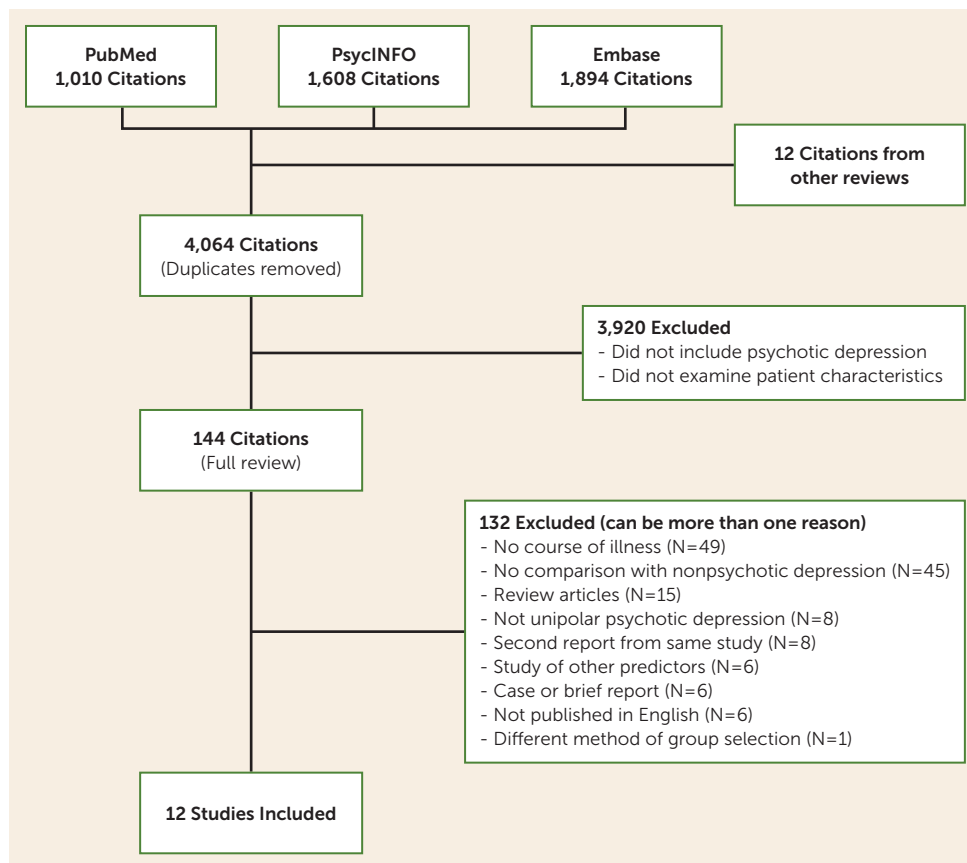 PubMed
1,010 Citations
PsycINFO
1,608 Citations
Embase
1,894 Citations
12 Citations from
other reviews
4,064 Citations
(Duplicates removed)
3,920 Excluded
- Did not include psychotic depression
- Did not examine patient characteristics
144 Citations
(Full review)
132 Excluded (can be more than one reason)
- No course of illness (N=49)
- No comparison with nonpsychotic depression (N=45)
- Review articles (N=15)
- Not unipolar psychotic depression (N=8)
- Second report from same study (N=8)
- Study of other predictors (N=6)
- Case or brief report (N=6)
- Not published in English (N=6)
- Different method of group selection (N=1)
12 Studies Included